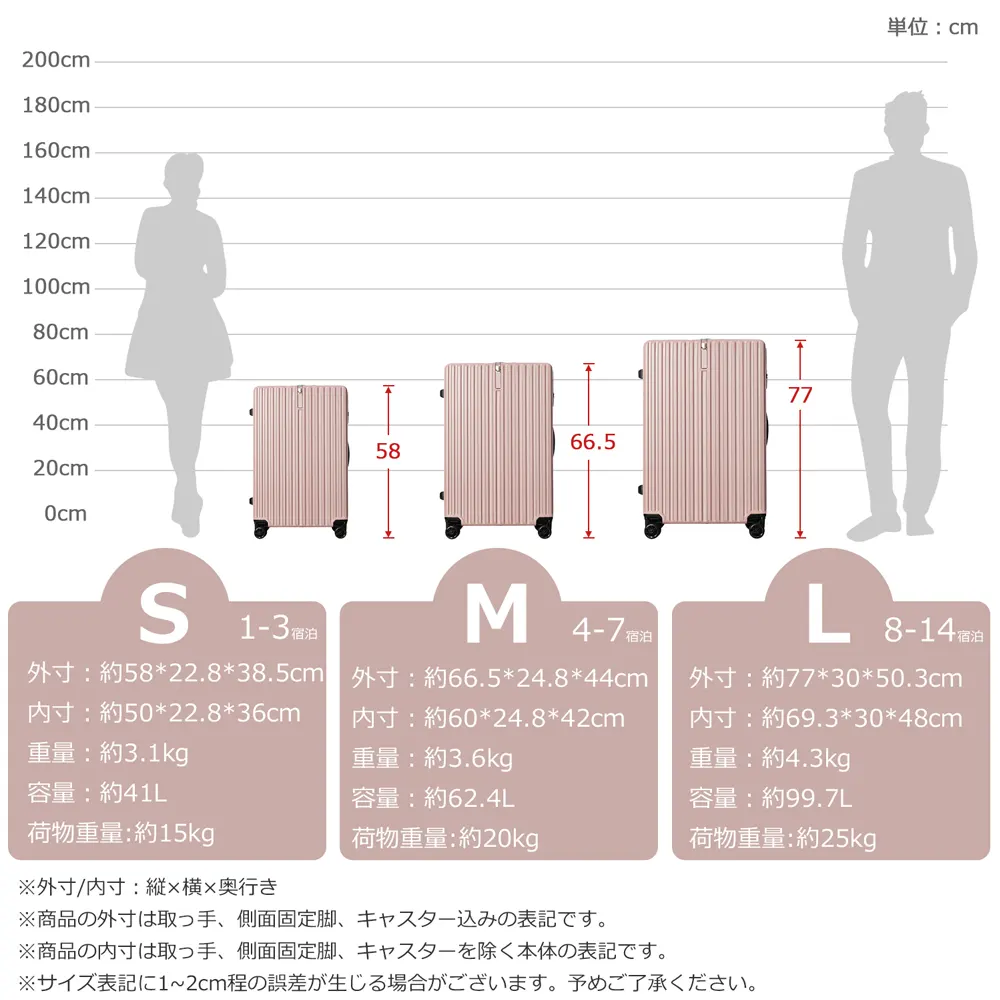 単位：cm
200cm
180cm
160cm
140cm
120cm
100cm
80cm
60cm
40cm
20cm
0cm
58
66.5
77
S
1-3宿泊
外寸：約58*22.8*38.5cm
内寸：約50*22.8*36cm
重量：約3.1kg
容量：約41L
荷物重量:約15kg
M
4-7宿泊
外寸：約66.5*24.8*44cm
内寸：約60*24.8*42cm
重量：約3.6kg
容量：約62.4L
荷物重量:約20kg
L
8-14宿泊
外寸：約77*30*50.3cm
内寸：約69.3*30*48cm
重量：約4.3kg
容量：約99.7L
荷物重量:約25kg
※外寸/内寸：縦×横×奥行き
※商品の外寸は取っ手、側面固定脚、キャスター込みの表記です。
※商品の内寸は取っ手、側面固定脚、キャスターを除く本体の表記です。
※サイズ表記に1~2cm程の誤差が生じる場合がございます。予めご了承ください。